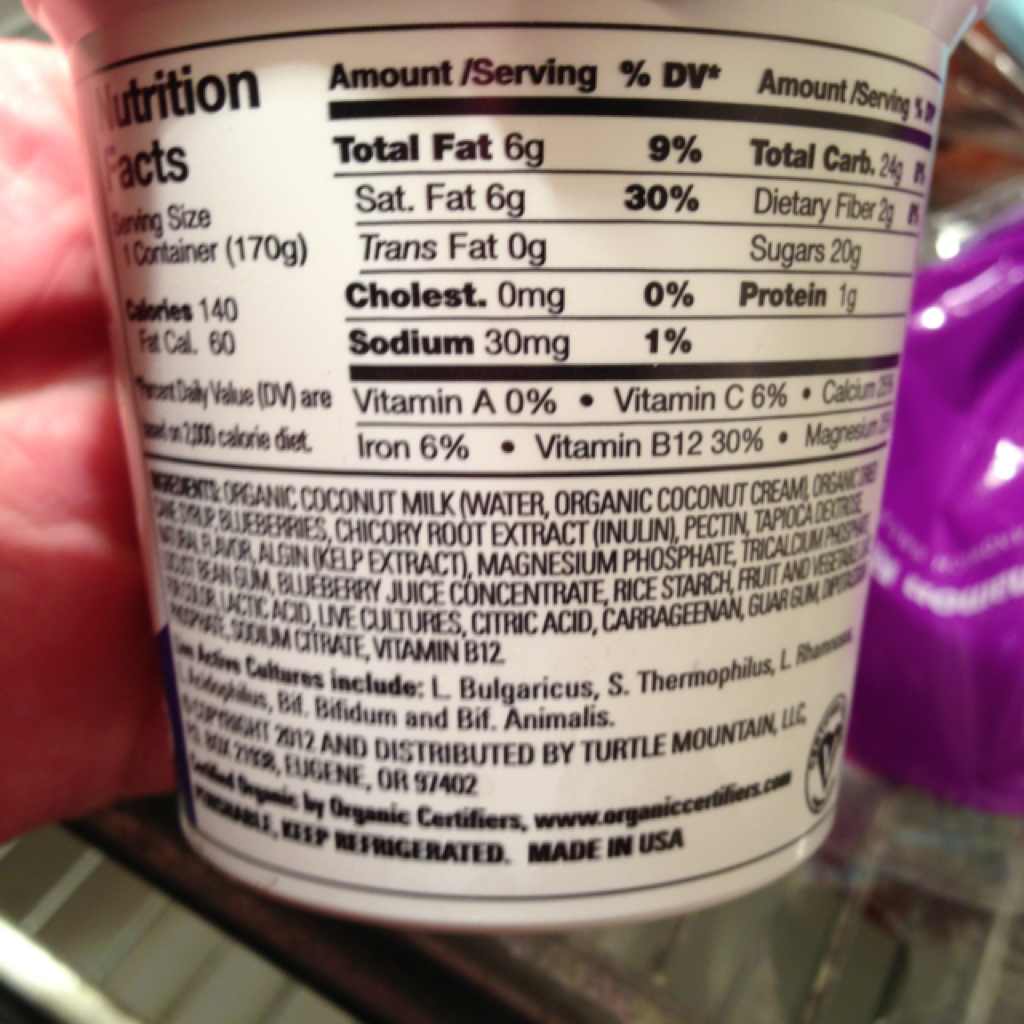 Nutrition
Facts
Serving Size
1 Container (170g)
Calories 140
Fat Cal. 60
Percent Daily Value (DV) are
based on 2,000 calorie diet.
Amount /Serving % DV*
Total Fat 6g 9%
Sat. Fat 6g 30%
Trans Fat 0g
Cholest. 0mg 0%
Sodium 30mg 1%
Amount /Serving % DV*
Total Carb. 24g
Dietary Fiber 2g
Sugars 20g
Protein 1g
Vitamin A 0% • Vitamin C 6% • Calcium
Iron 6% • Vitamin B12 30% • Magnesium
INGREDIENTS: ORGANIC COCONUT MILK (WATER, ORGANIC COCONUT CREAM), ORGANIC DRIED
CANE SYRUP, BLUEBERRIES, CHICORY ROOT EXTRACT (INULIN), PECTIN, TAPIOCA DEXTROSE,
NATURAL FLAVOR, ALGIN (KELP EXTRACT), MAGNESIUM PHOSPHATE, TRICALCIUM PHOSPHATE,
LOCUST BEAN GUM, BLUEBERRY JUICE CONCENTRATE, RICE STARCH, FRUIT AND VEGETABLE JUICE
FOR COLOR, LACTIC ACID, LIVE CULTURES, CITRIC ACID, CARRAGEENAN, GUAR GUM, DIPOTASSIUM
PHOSPHATE, SODIUM CITRATE, VITAMIN B12.
Live Active Cultures include: L. Bulgaricus, S. Thermophilus, L. Rhamnosus,
L. Acidophilus, Bif. Bifidum and Bif. Animalis.
© COPYRIGHT 2012 AND DISTRIBUTED BY TURTLE MOUNTAIN, LLC,
P.O. BOX EUGENE, OR 97402
Certified Organic by Organic Certifiers, www.organiccertifiers.com
PERISHABLE, KEEP REFRIGERATED. MADE IN USA